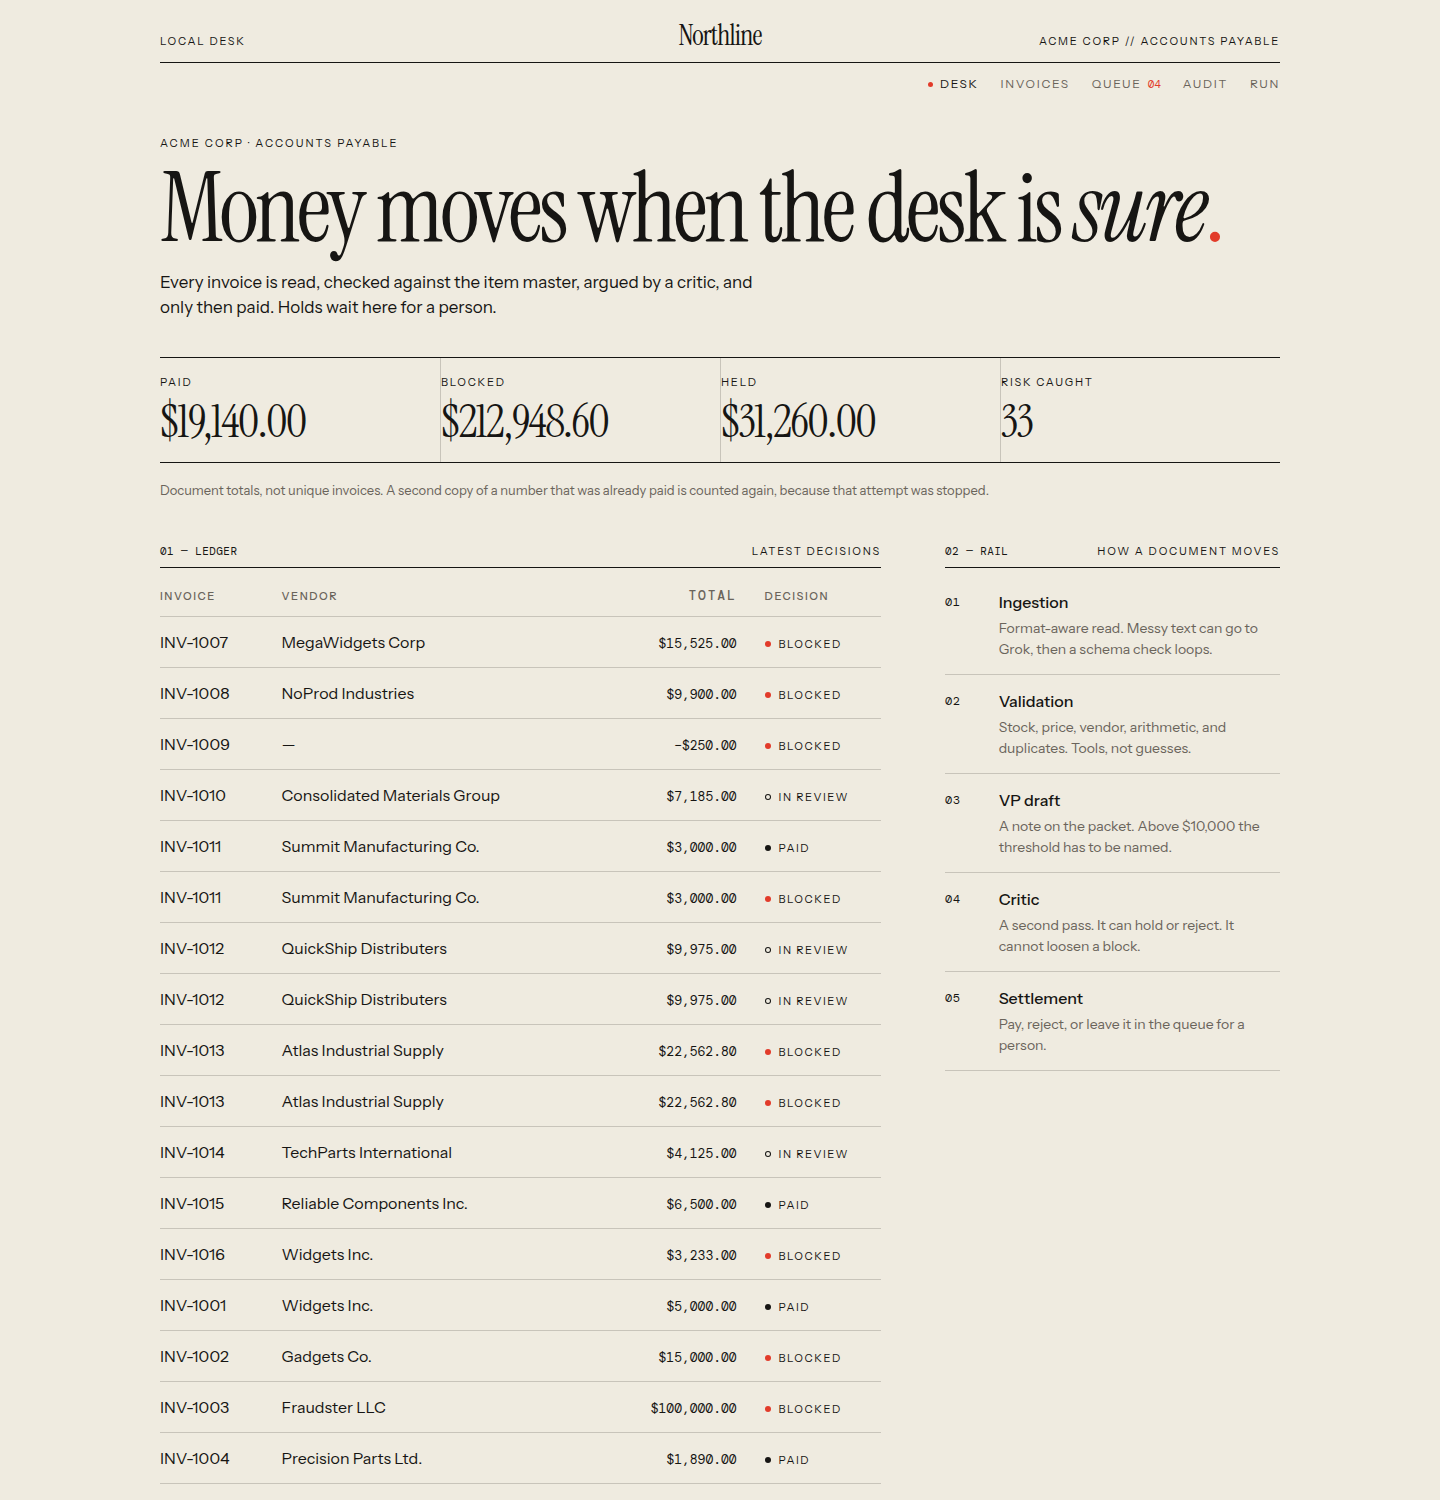 LOCAL DESK
Northline
ACME CORP // ACCOUNTS PAYABLE
DESK INVOICES QUEUE 04 AUDIT RUN
ACME CORP · ACCOUNTS PAYABLE
Money moves when the desk is sure.
Every invoice is read, checked against the item master, argued by a critic, and
only then paid. Holds wait here for a person.
PAID
$19,140.00
BLOCKED
$212,948.60
HELD
$31,260.00
RISK CAUGHT
33
Document totals, not unique invoices. A second copy of a number that was already paid is counted again, because that attempt was stopped.
01 — LEDGER LATEST DECISIONS
INVOICE VENDOR TOTAL DECISION
INV-1007 MegaWidgets Corp $15,525.00 BLOCKED
INV-1008 NoProd Industries $9,900.00 BLOCKED
INV-1009 — -$250.00 BLOCKED
INV-1010 Consolidated Materials Group $7,185.00 IN REVIEW
INV-1011 Summit Manufacturing Co. $3,000.00 PAID
INV-1011 Summit Manufacturing Co. $3,000.00 BLOCKED
INV-1012 QuickShip Distributers $9,975.00 IN REVIEW
INV-1012 QuickShip Distributers $9,975.00 IN REVIEW
INV-1013 Atlas Industrial Supply $22,562.80 BLOCKED
INV-1013 Atlas Industrial Supply $22,562.80 BLOCKED
INV-1014 TechParts International $4,125.00 IN REVIEW
INV-1015 Reliable Components Inc. $6,500.00 PAID
INV-1016 Widgets Inc. $3,233.00 BLOCKED
INV-1001 Widgets Inc. $5,000.00 PAID
INV-1002 Gadgets Co. $15,000.00 BLOCKED
INV-1003 Fraudster LLC $100,000.00 BLOCKED
INV-1004 Precision Parts Ltd. $1,890.00 PAID
02 — RAIL HOW A DOCUMENT MOVES
01 Ingestion
Format-aware read. Messy text can go to
Grok, then a schema check loops.
02 Validation
Stock, price, vendor, arithmetic, and
duplicates. Tools, not guesses.
03 VP draft
A note on the packet. Above $10,000 the
threshold has to be named.
04 Critic
A second pass. It can hold or reject. It
cannot loosen a block.
05 Settlement
Pay, reject, or leave it in the queue for a
person.